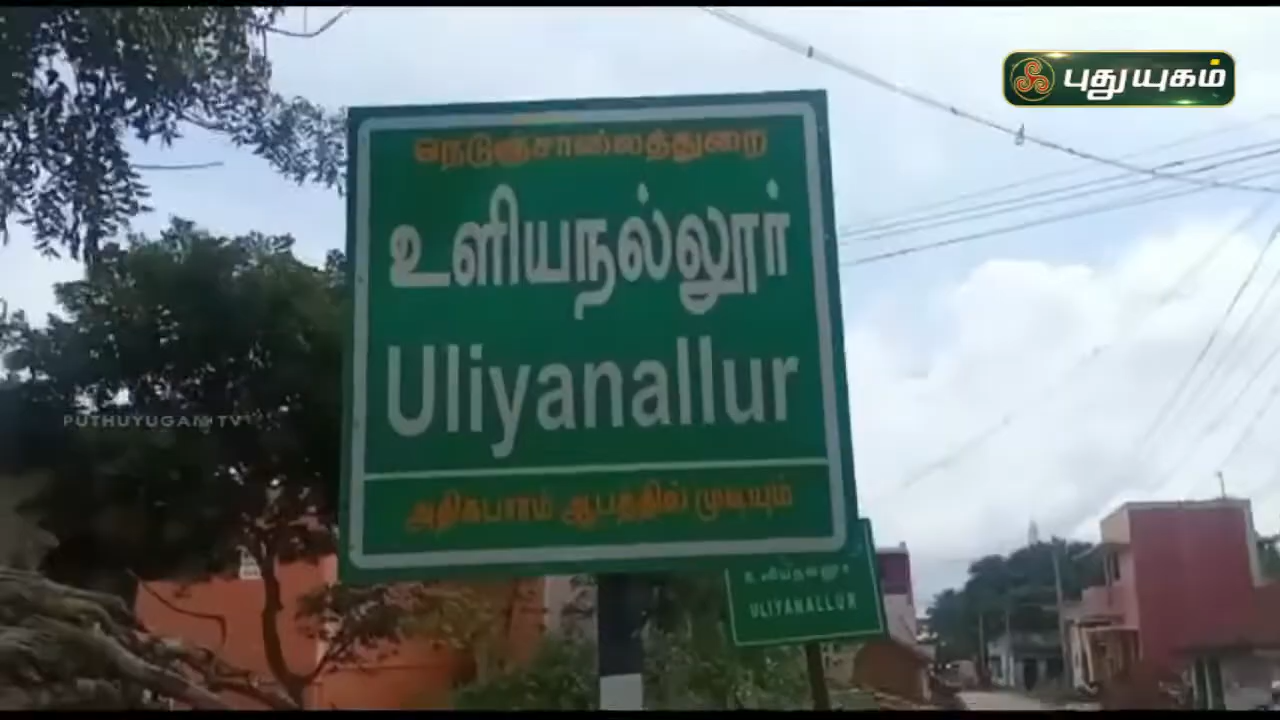 புதுயுகம்
நெடுஞ்சாலைத்துறை
உளியநல்லூர்
Uliyanallur
PUTHUYUGAM TV
அதிகபாரம் ஆபத்தில் முடியும்
உளியநல்லூர்
ULIYANALLUR